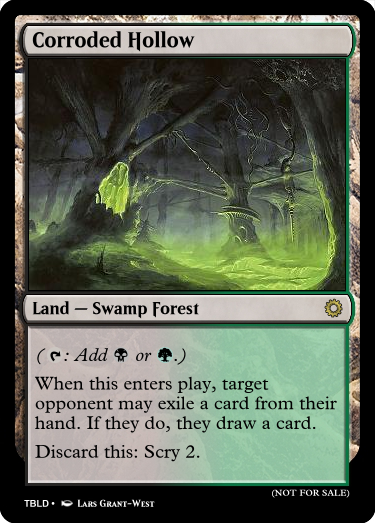 Corroded Hollow
Land — Swamp Forest
( : Add or .)
When this enters play, target
opponent may exile a card from their
hand. If they do, they draw a card.
Discard this: Scry 2.
(NOT FOR SALE)
TBLD • Lars Grant-West